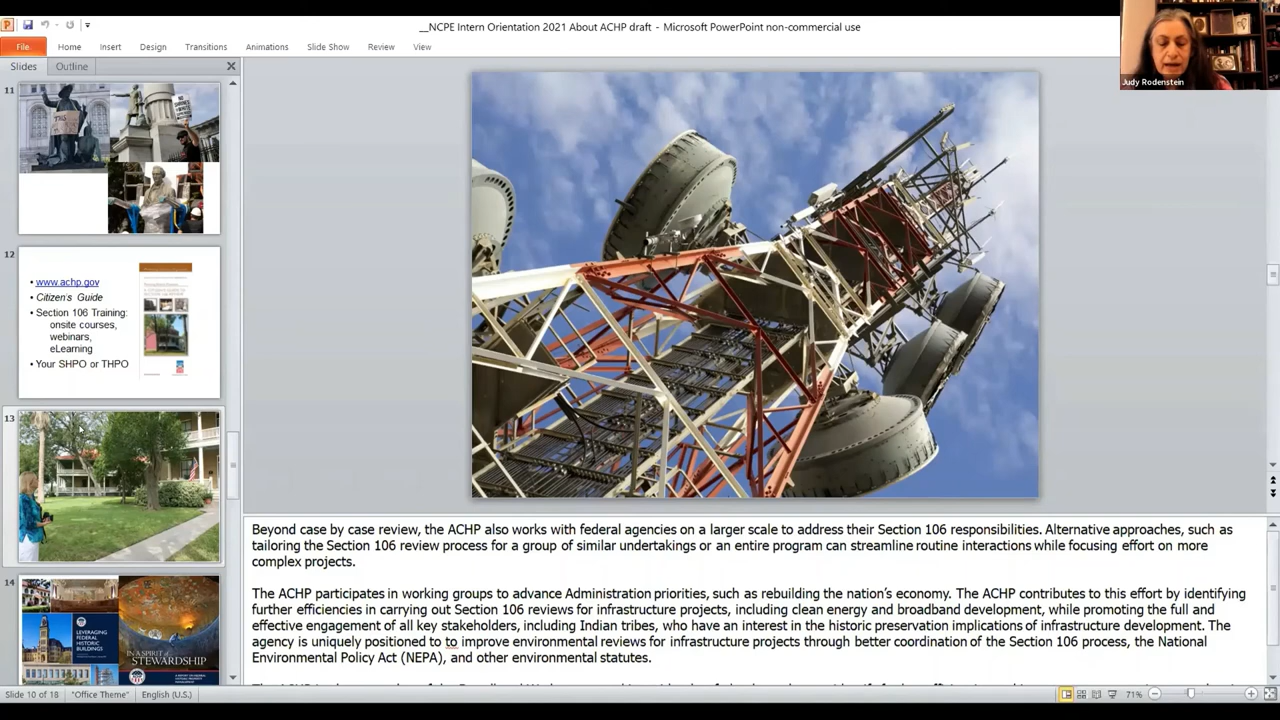 __NCPE Intern Orientation 2021 About ACHP draft - Microsoft PowerPoint non-commercial use
File
Home
Insert
Design
Transitions
Animations
Slide Show
Review
View
Judy Rodenstein
Slides
Outline
11
12
• www.achp.gov
• Citizen's Guide
• Section 106 Training:
onsite courses,
webinars,
eLearning
• Your SHPO or THPO
13
14
LEVERAGING
FEDERAL
HISTORIC
BUILDINGS
IN A SPIRIT of
STEWARDSHIP
Beyond case by case review, the ACHP also works with federal agencies on a larger scale to address their Section 106 responsibilities. Alternative approaches, such as
tailoring the Section 106 review process for a group of similar undertakings or an entire program can streamline routine interactions while focusing effort on more
complex projects.
The ACHP participates in working groups to advance Administration priorities, such as rebuilding the nation's economy. The ACHP contributes to this effort by identifying
further efficiencies in carrying out Section 106 reviews for infrastructure projects, including clean energy and broadband development, while promoting the full and
effective engagement of all key stakeholders, including Indian tribes, who have an interest in the historic preservation implications of infrastructure development. The
agency is uniquely positioned to to improve environmental reviews for infrastructure projects through better coordination of the Section 106 process, the National
Environmental Policy Act (NEPA), and other environmental statutes.
Slide 10 of 18
"Office Theme"
English (U.S.)
71%